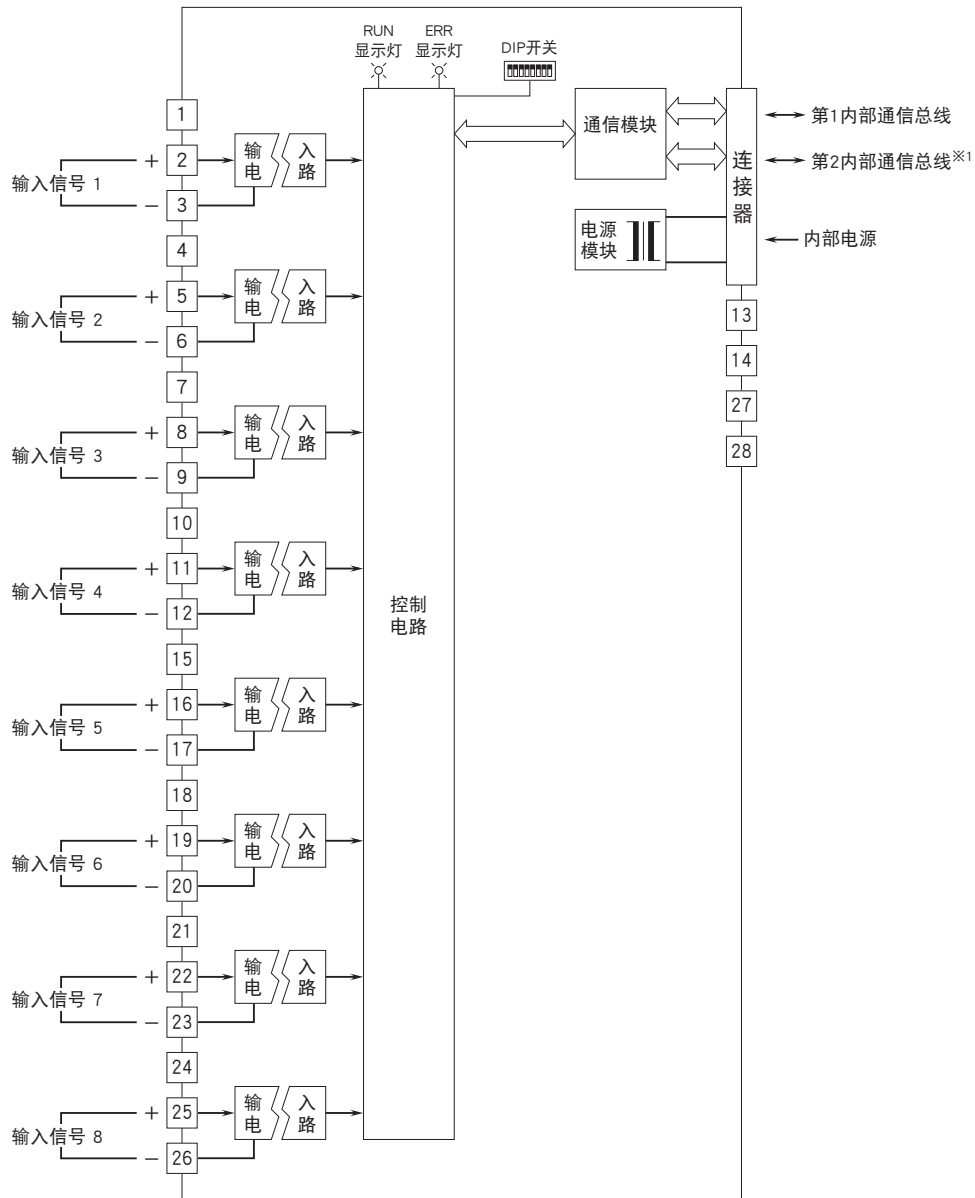 RUN
显示灯
ERR
显示灯
DIP开关
通信模块
连
接
器
第1内部通信总线
第2内部通信总线※1
电源
模块
内部电源
13
14
27
28
控制
电路
1
输入信号 1
+ 2
− 3
输 入
电 路
4
输入信号 2
+ 5
− 6
输 入
电 路
7
输入信号 3
+ 8
− 9
输 入
电 路
10
输入信号 4
+ 11
− 12
输 入
电 路
15
输入信号 5
+ 16
− 17
输 入
电 路
18
输入信号 6
+ 19
− 20
输 入
电 路
21
输入信号 7
+ 22
− 23
输 入
电 路
24
输入信号 8
+ 25
− 26
输 入
电 路